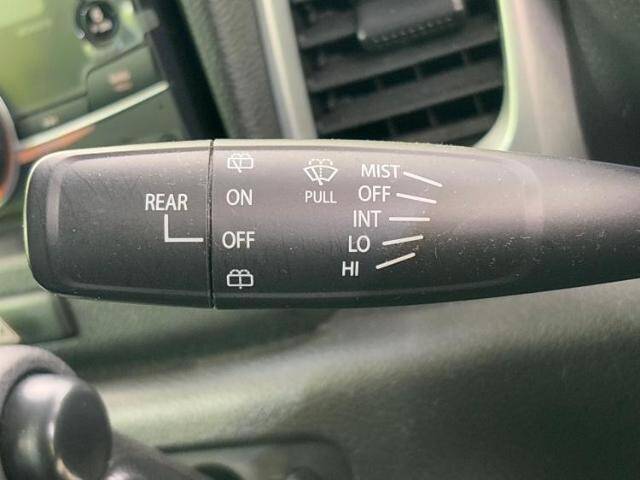 REAR
ON
OFF
PULL
MIST
OFF
INT
LO
HI